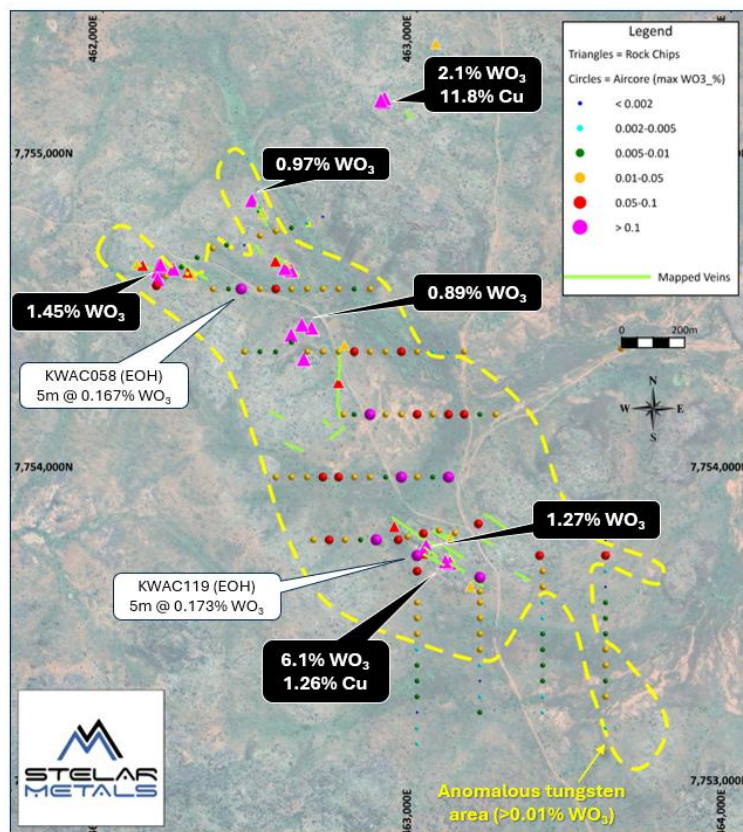 462,000E
463,000E
Legend
Triangles = Rock Chips
Circles = Aircore (max WO3_%)
< 0.002
0.002-0.005
0.005-0.01
0.01-0.05
0.05-0.1
> 0.1
Mapped Veins
2.1% WO₃
11.8% Cu
7,755,000N
7,755,000N
0.97% WO₃
1.45% WO₃
0.89% WO₃
0
200m
N
W
E
S
KWAC058 (EOH)
5m @ 0.167% WO₃
7,754,000N
7,754,000N
1.27% WO₃
KWAC119 (EOH)
5m @ 0.173% WO₃
6.1% WO₃
1.26% Cu
STELAR
METALS
Anomalous tungsten
area (>0.01% WO₃)
7,753,000N
463,000E
464,000E